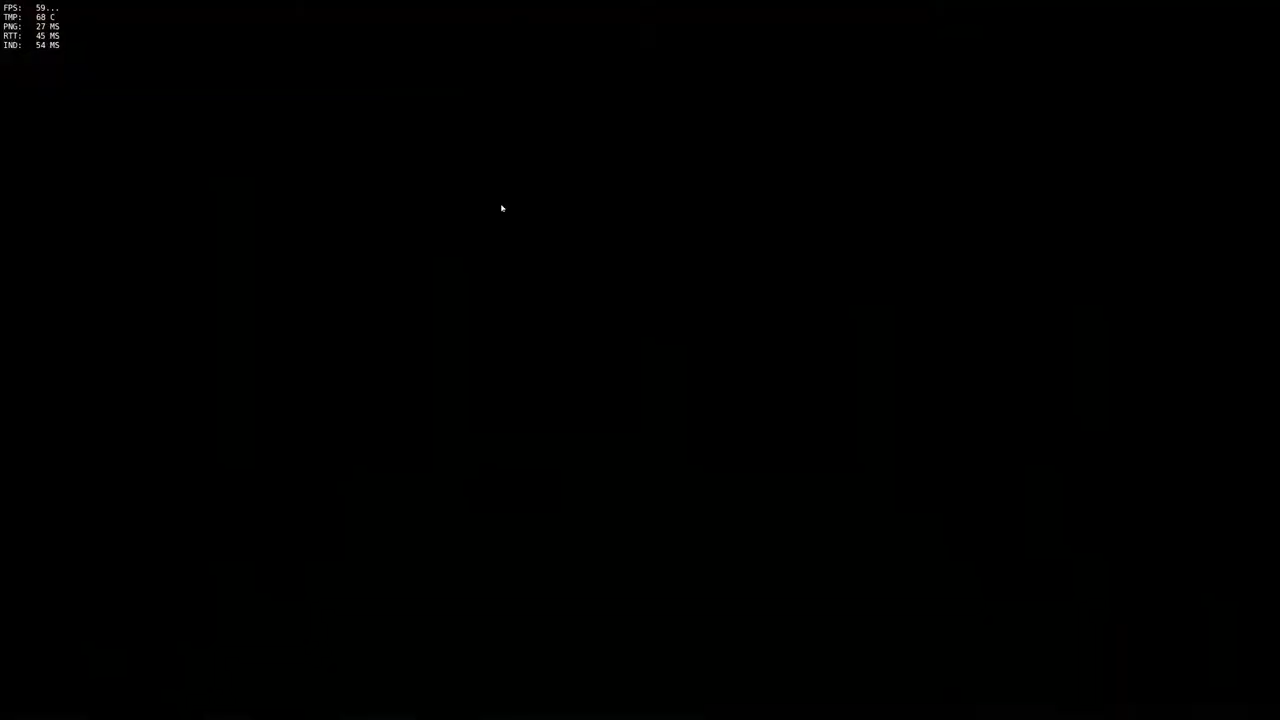 FPS: 59...
TMP: 68 C
PNG: 27 MS
RTT: 45 MS
IND: 54 MS